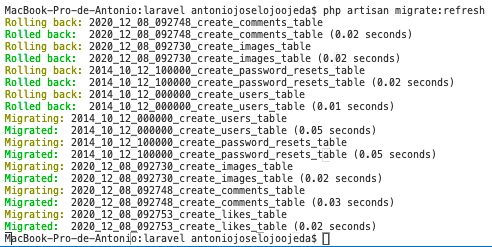 MacBook-Pro-de-Antonio:laravel antoniojoselojoojeda$ php artisan migrate:refresh
Rolling back: 2020_12_08_092748_create_comments_table
Rolled back:  2020_12_08_092748_create_comments_table (0.02 seconds)
Rolling back: 2020_12_08_092730_create_images_table
Rolled back:  2020_12_08_092730_create_images_table (0.02 seconds)
Rolling back: 2014_10_12_100000_create_password_resets_table
Rolled back:  2014_10_12_100000_create_password_resets_table (0.02 seconds)
Rolling back: 2014_10_12_000000_create_users_table
Rolled back:  2014_10_12_000000_create_users_table (0.01 seconds)
Migrating: 2014_10_12_000000_create_users_table
Migrated:  2014_10_12_000000_create_users_table (0.05 seconds)
Migrating: 2014_10_12_100000_create_password_resets_table
Migrated:  2014_10_12_100000_create_password_resets_table (0.05 seconds)
Migrating: 2020_12_08_092730_create_images_table
Migrated:  2020_12_08_092730_create_images_table (0.02 seconds)
Migrating: 2020_12_08_092748_create_comments_table
Migrated:  2020_12_08_092748_create_comments_table (0.03 seconds)
Migrating: 2020_12_08_092753_create_likes_table
Migrated:  2020_12_08_092753_create_likes_table (0.02 seconds)
MacBook-Pro-de-Antonio:laravel antoniojoselojoojeda$